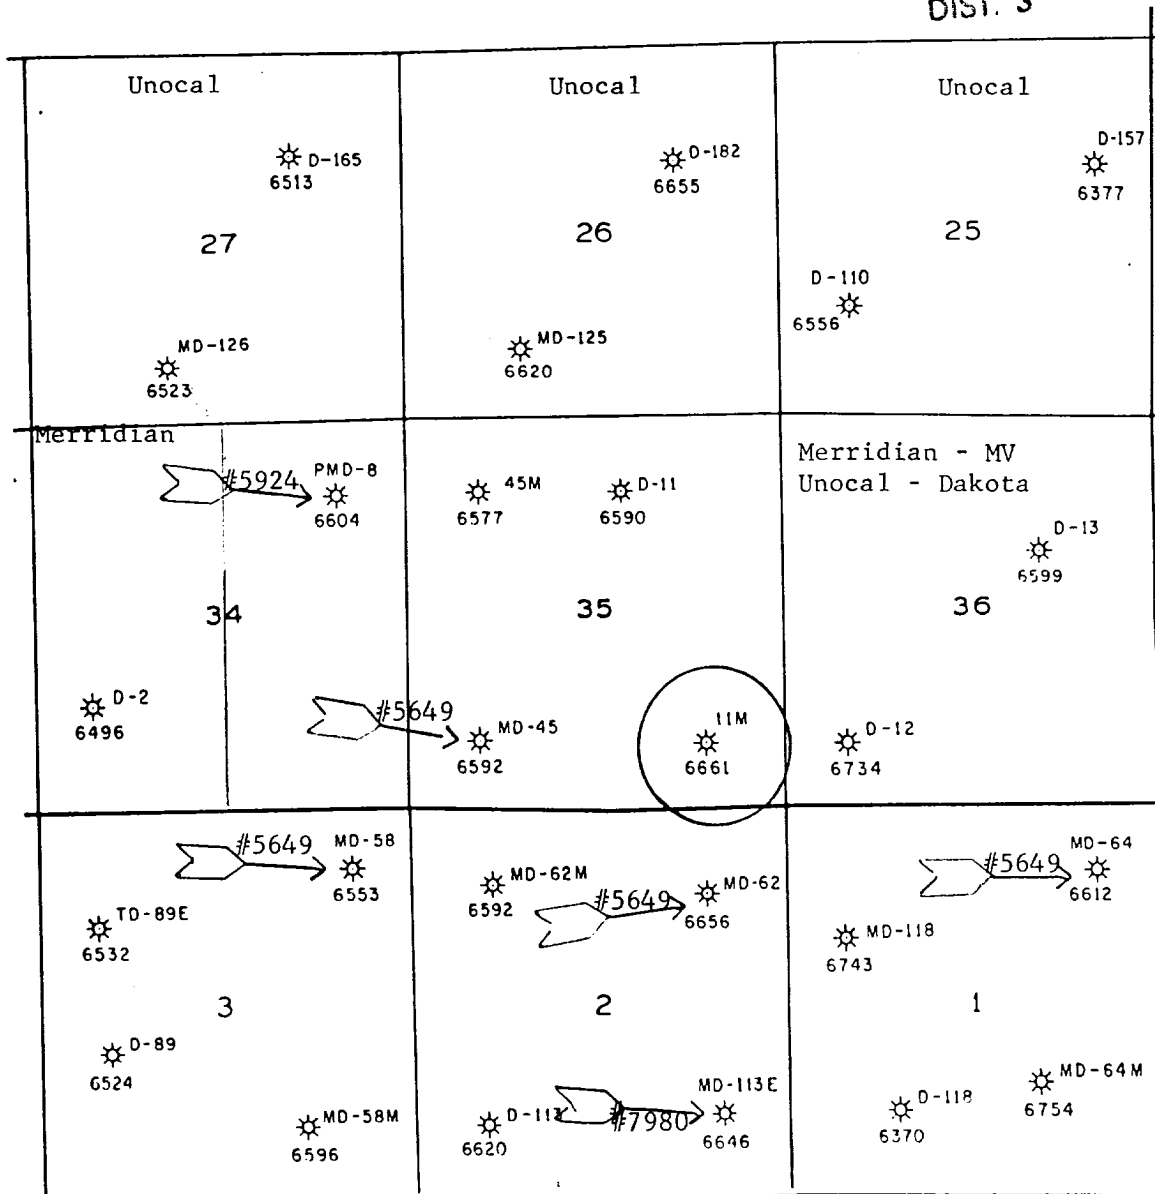 DIST. 3
Unocal
Unocal
Unocal
D-165
6513
D-182
6655
D-157
6377
27
26
25
D-110
6556
MD-126
6523
MD-125
6620
Merridian
Merridian - MV
Unocal - Dakota
#5924
PMD-8
6604
45M
6577
D-11
6590
D-13
6599
34
35
36
D-2
6496
#5649
MD-45
6592
11M
6661
D-12
6734
#5649
MD-58
6553
MD-62M
6592
#5649
MD-62
6656
#5649
MD-64
6612
TD-89E
6532
MD-118
6743
3
2
1
D-89
6524
MD-58M
6596
D-113
6620
#7980
MD-113E
6646
D-118
6370
MD-64M
6754